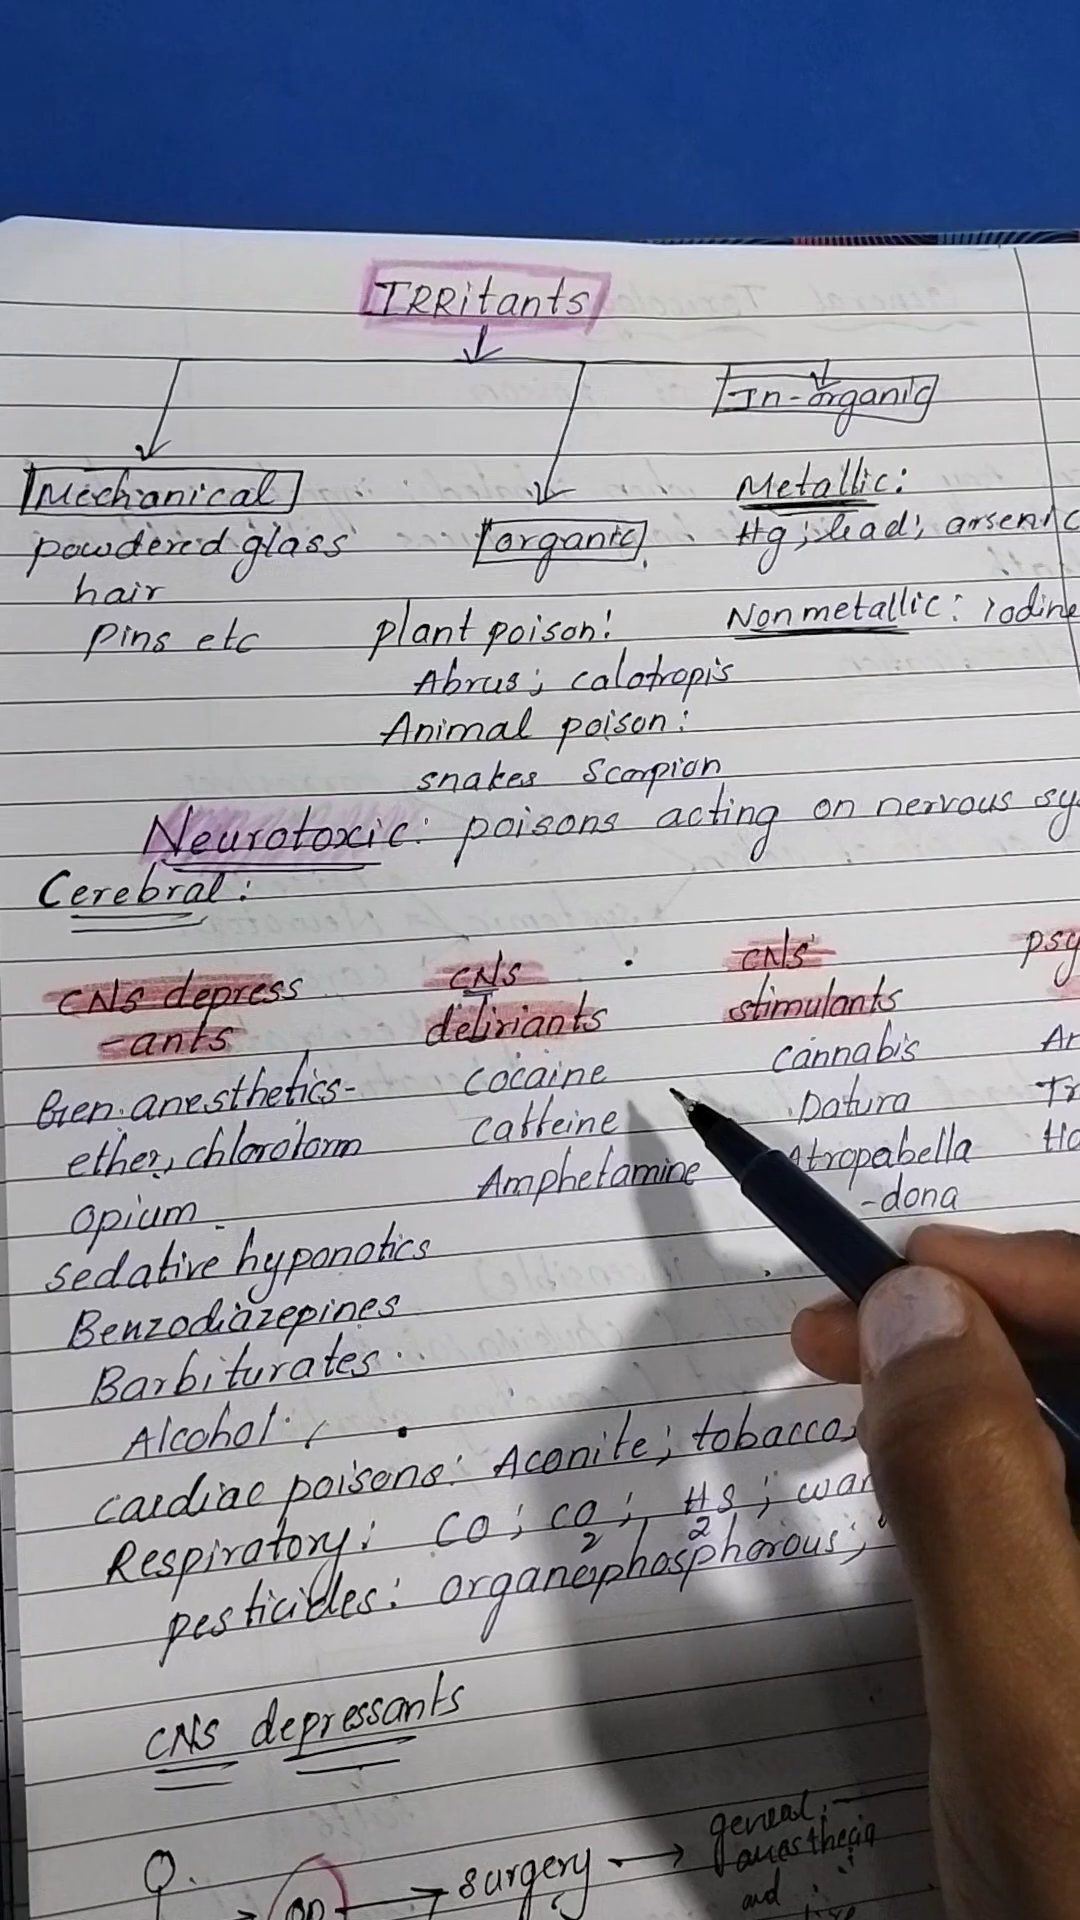 IRRitants
In-organic
Mechanical
powdered glass
hair
Pins etc
organic
plant poison:
Abrus; calotropis
Animal poison:
snakes Scorpion
Metallic:
Hg; lead; arsenic
Nonmetallic: iodine
Neurotoxic: poisons acting on nervous sy
Cerebral:
CNS depress
-ants
Gen. anesthetics-
ether, chloroform
opium
sedative hyponotics
Benzodiazepines
Barbiturates
Alcohol
CNS
deliriants
cocaine
caffeine
Amphetamine
CNS
stimulants
cannabis
Datura
Atropabella
-dona
psy
Ar
Tr
Ha
cardiac poisons: Aconite; tobacco,
Respiratory: CO; CO2; H2S; war
pesticides: organophosphorous;
CNS depressants
surgery → general
anesthesia
and